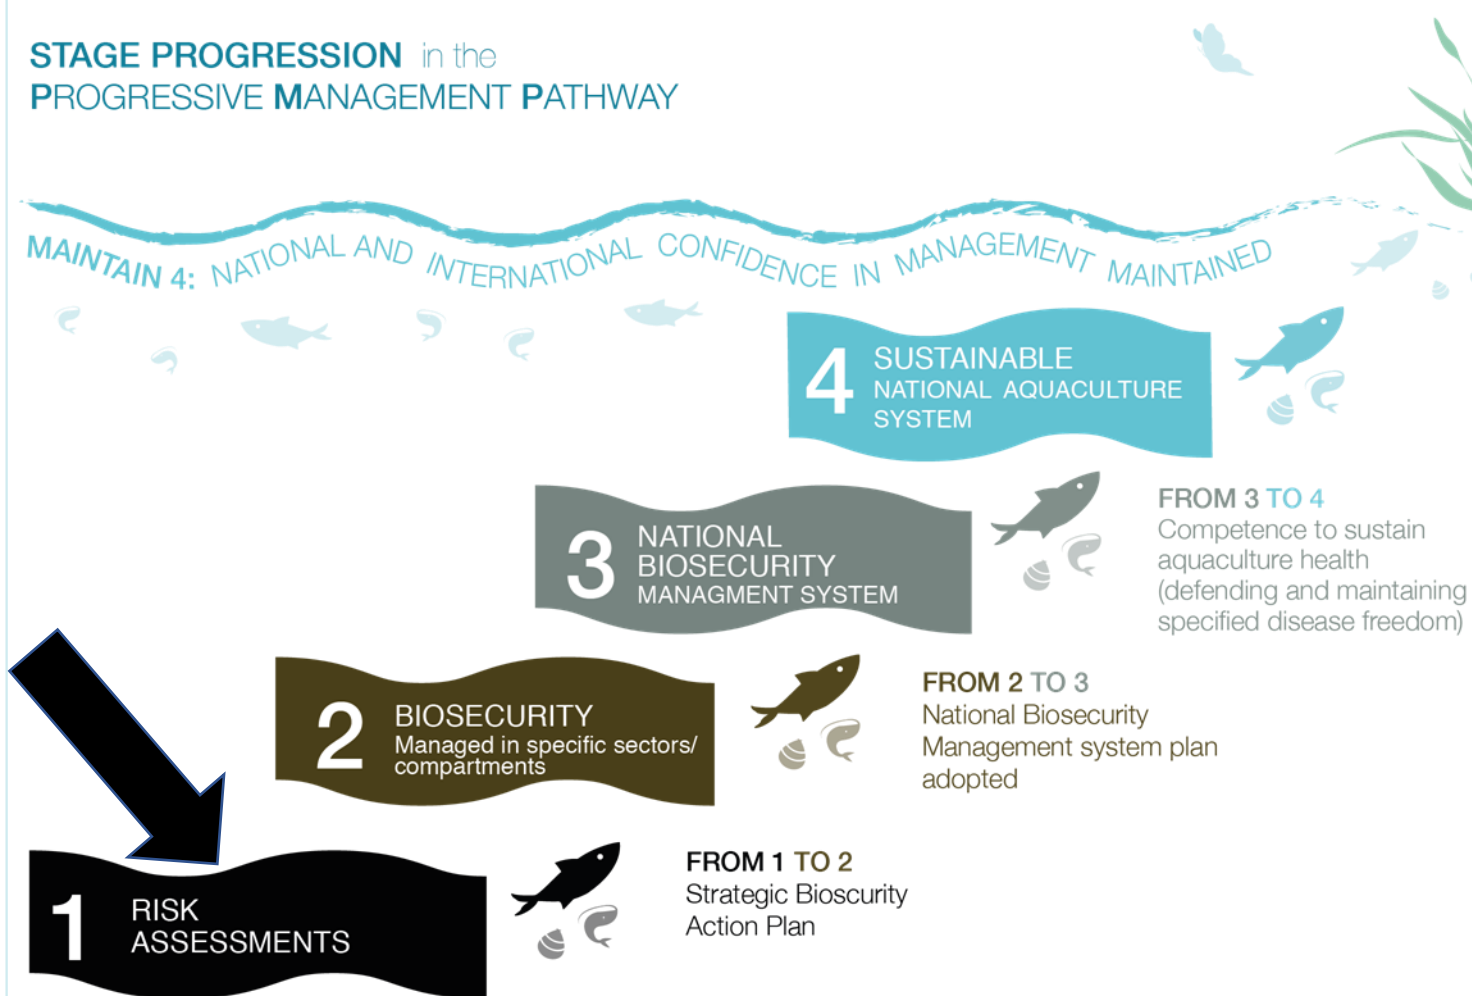 STAGE PROGRESSION in the
PROGRESSIVE MANAGEMENT PATHWAY
MAINTAIN 4: NATIONAL AND INTERNATIONAL CONFIDENCE IN MANAGEMENT MAINTAINED
4 SUSTAINABLE
NATIONAL AQUACULTURE
SYSTEM
FROM 3 TO 4
Competence to sustain
aquaculture health
(defending and maintaining
specified disease freedom)
3 NATIONAL
BIOSECURITY
MANAGMENT SYSTEM
FROM 2 TO 3
National Biosecurity
Management system plan
adopted
2 BIOSECURITY
Managed in specific sectors/
compartments
FROM 1 TO 2
Strategic Bioscurity
Action Plan
1 RISK
ASSESSMENTS